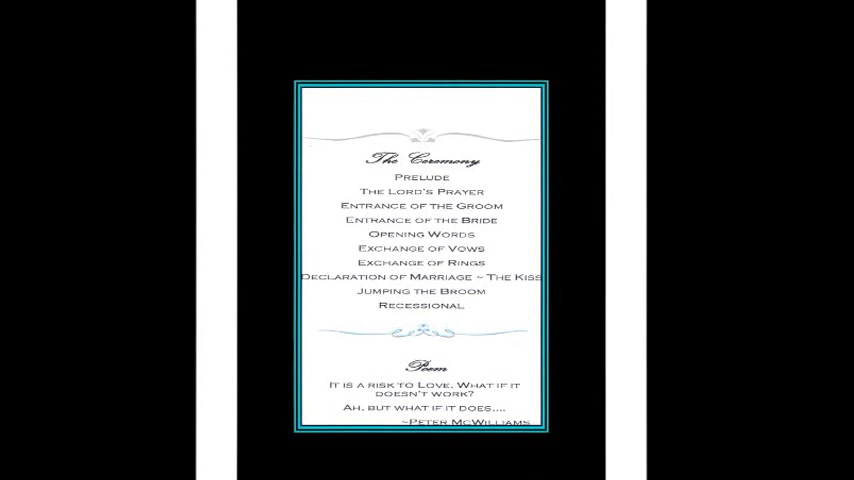 The Ceremony
PRELUDE
THE LORD'S PRAYER
ENTRANCE OF THE GROOM
ENTRANCE OF THE BRIDE
OPENING WORDS
EXCHANGE OF VOWS
EXCHANGE OF RINGS
DECLARATION OF MARRIAGE ~ THE KISS
JUMPING THE BROOM
RECESSIONAL
Poem
IT IS A RISK TO LOVE. WHAT IF IT
DOESN'T WORK?
AH, BUT WHAT IF IT DOES....
~PETER MCWILLIAMS